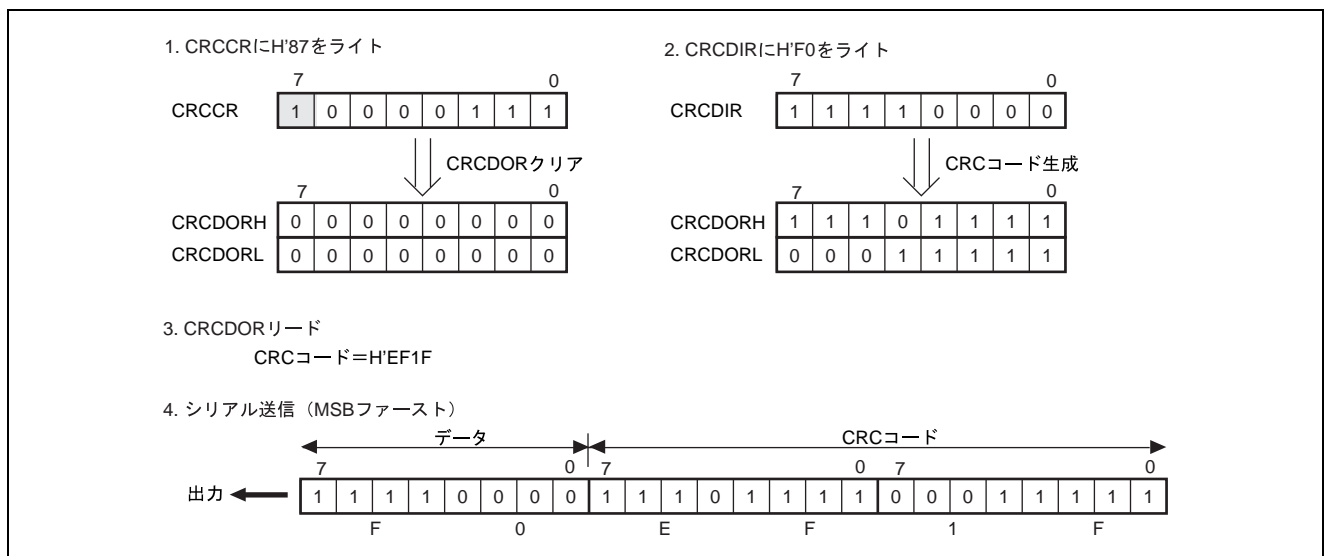 1. CRCCRにH'87をライト
7 0
CRCCR 1 0 0 0 0 1 1 1
CRCDORクリア
7 0
CRCDORH 0 0 0 0 0 0 0 0
CRCDORL 0 0 0 0 0 0 0 0
2. CRCDIRにH'F0をライト
7 0
CRCDIR 1 1 1 1 0 0 0 0
CRCコード生成
7 0
CRCDORH 1 1 1 0 1 1 1 1
CRCDORL 0 0 0 1 1 1 1 1
3. CRCDORリード
CRCコード＝H'EF1F
4. シリアル送信（MSBファースト）
データ CRCコード
7 0 7 0 7 0
出力 1 1 1 1 0 0 0 0 1 1 1 0 1 1 1 1 0 0 0 1 1 1 1 1
F 0 E F 1 F